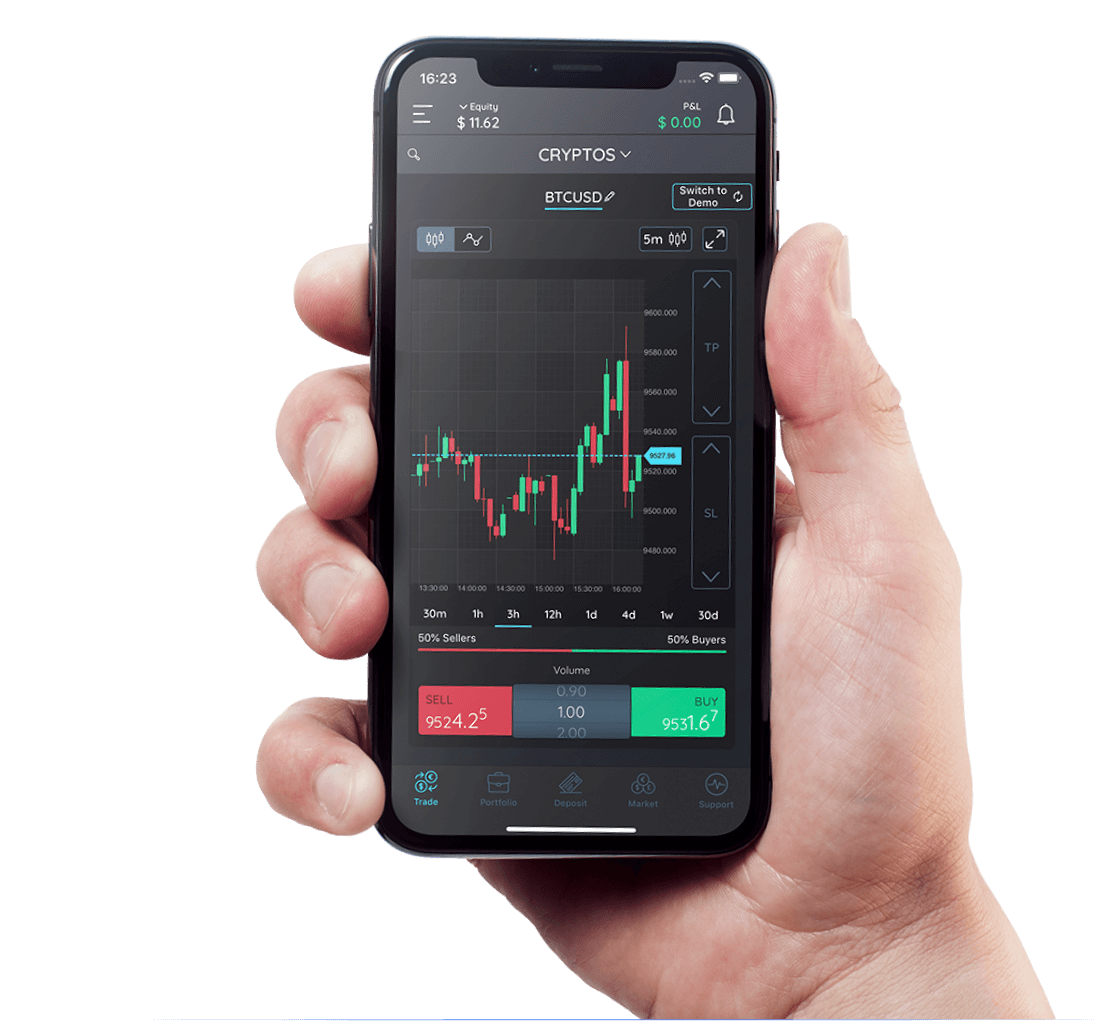 16:23
Equity
$ 11.62
P&L
$ 0.00
CRYPTOS
BTCUSD
Switch to
Demo
5m
9600.000
9580.000
9560.000
9540.000
9527.96
9520.000
9500.000
9480.000
TP
SL
13:30:00 14:00:00 14:30:00 15:00:00 15:30:00 16:00:00
30m 1h 3h 12h 1d 4d 1w 30d
50% Sellers 50% Buyers
Volume
0.90
SELL
9524.25
1.00
BUY
9531.67
2.00
Trade Portfolio Deposit Market Support